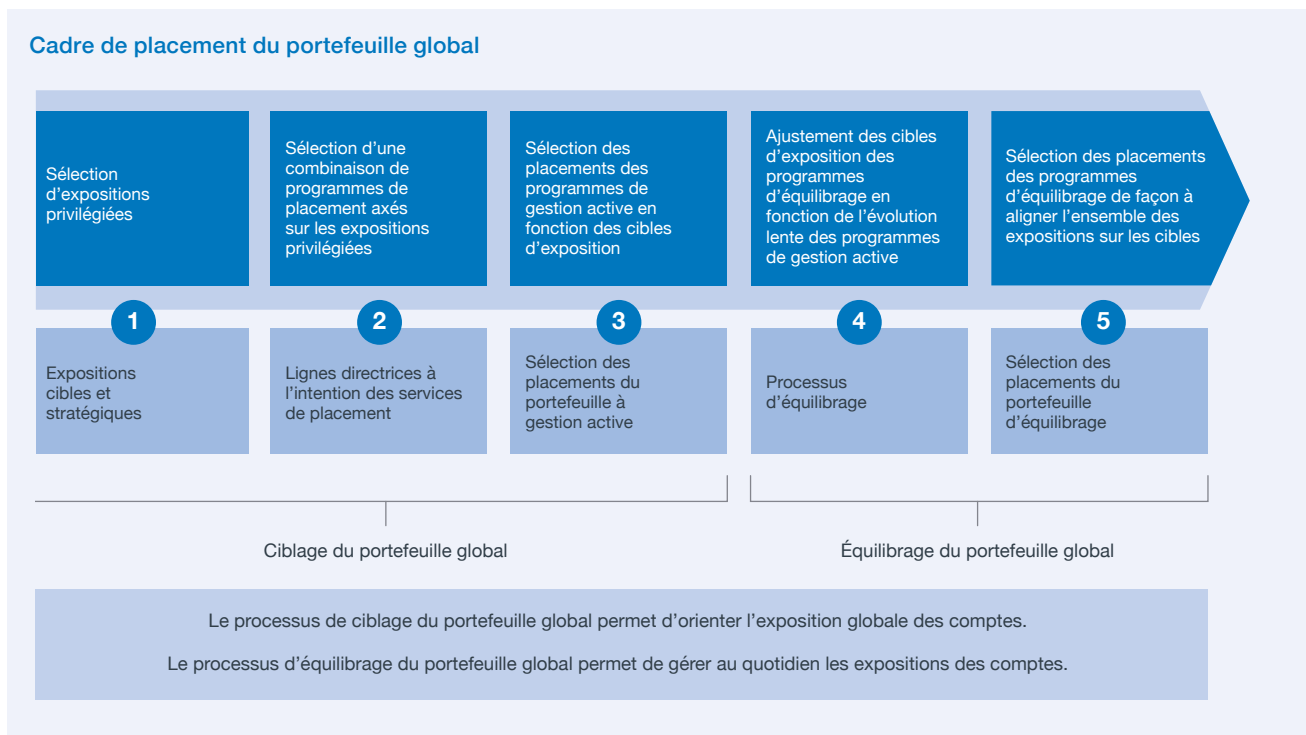 Cadre de placement du portefeuille global
Sélection
d'expositions
privilégiées
Sélection d'une
combinaison de
programmes de
placement axés
sur les expositions
privilégiées
Sélection des
placements des
programmes de
gestion active en
fonction des cibles
d'exposition
Ajustement des cibles
d'exposition des
programmes
d'équilibrage en
fonction de l'évolution
lente des programmes
de gestion active
Sélection des placements
des programmes
d'équilibrage de façon à
aligner l'ensemble des
expositions sur les cibles
1
2
3
4
5
Expositions
cibles et
stratégiques
Lignes directrices à
l'intention des services
de placement
Sélection des
placements du
portefeuille à
gestion active
Processus
d'équilibrage
Sélection des
placements du
portefeuille
d'équilibrage
Ciblage du portefeuille global
Équilibrage du portefeuille global
Le processus de ciblage du portefeuille global permet d'orienter l'exposition globale des comptes.
Le processus d'équilibrage du portefeuille global permet de gérer au quotidien les expositions des comptes.